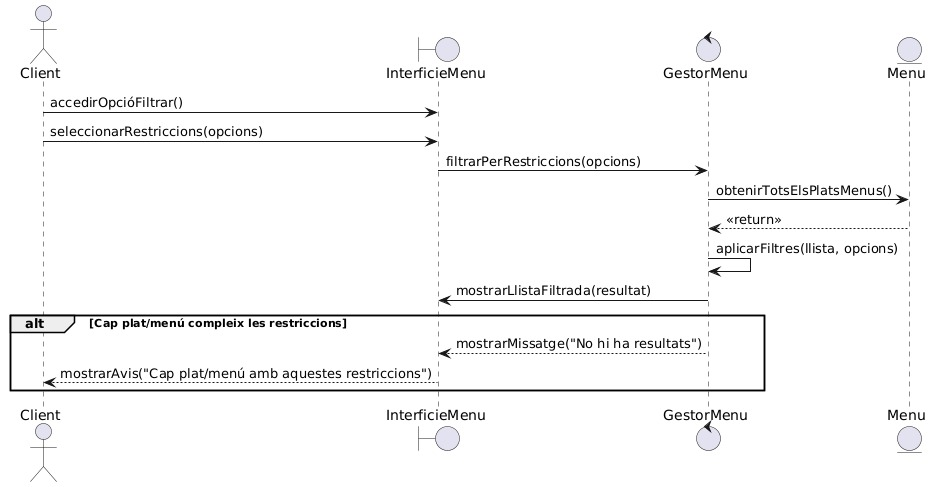 Client
InterficieMenu
GestorMenu
Menu
accedirOpcióFiltrar()
seleccionarRestriccions(opcions)
filtrarPerRestriccions(opcions)
obtenirTotsElsPlatsMenus()
«return»
aplicarFiltres(llista, opcions)
mostrarLlistaFiltrada(resultat)
alt [Cap plat/menú compleix les restriccions]
mostrarMissatge("No hi ha resultats")
mostrarAvis("Cap plat/menú amb aquestes restriccions")
Client
InterficieMenu
GestorMenu
Menu